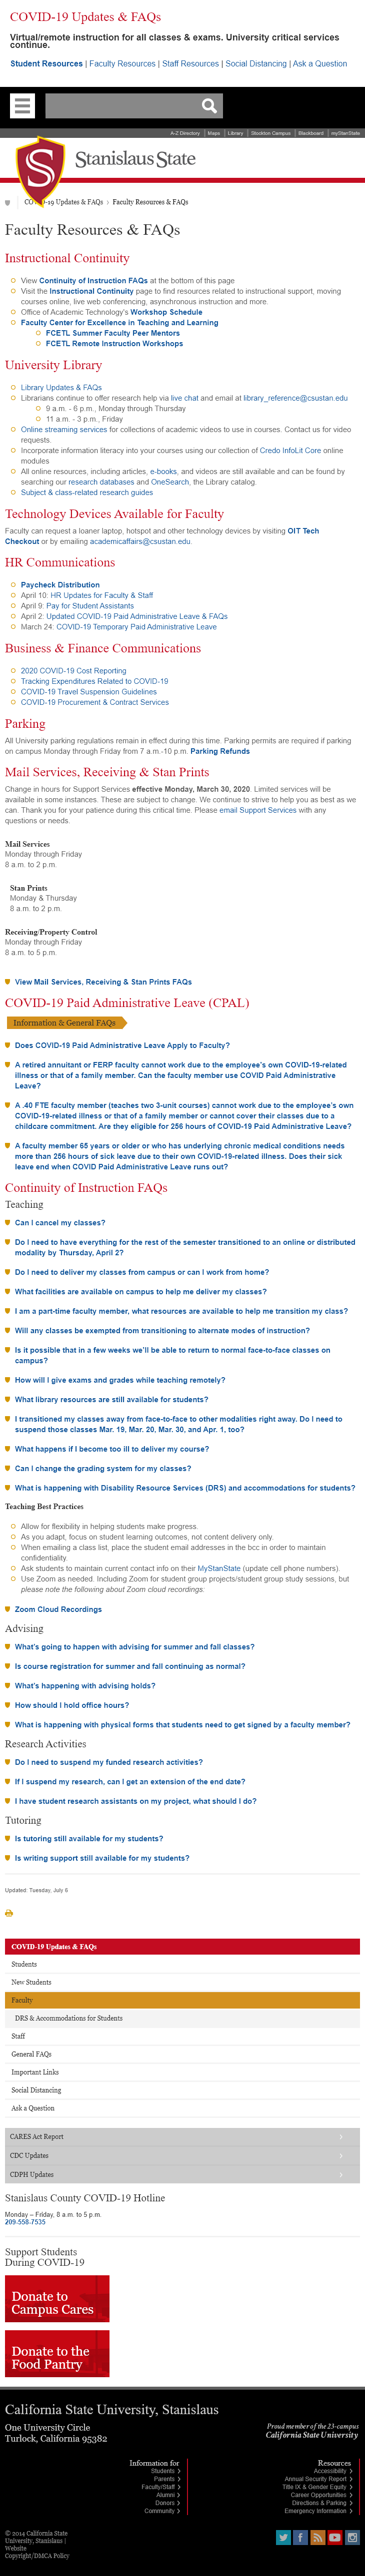 COVID-19 Updates & FAQs
Virtual/remote instruction for all classes & exams. University critical services
continue.
Student Resources | Faculty Resources | Staff Resources | Social Distancing | Ask a Question
A-Z Directory | Maps | Library | Stockton Campus | Blackboard | myStanState
Stanislaus State
COVID-19 Updates & FAQs › Faculty Resources & FAQs
Faculty Resources & FAQs
Instructional Continuity
View Continuity of Instruction FAQs at the bottom of this page
Visit the Instructional Continuity page to find resources related to instructional support, moving
courses online, live web conferencing, asynchronous instruction and more.
Office of Academic Technology's Workshop Schedule
Faculty Center for Excellence in Teaching and Learning
FCETL Summer Faculty Peer Mentors
FCETL Remote Instruction Workshops
University Library
Library Updates & FAQs
Librarians continue to offer research help via live chat and email at library_reference@csustan.edu
9 a.m. - 6 p.m., Monday through Thursday
11 a.m. - 3 p.m., Friday
Online streaming services for collections of academic videos to use in courses. Contact us for video
requests.
Incorporate information literacy into your courses using our collection of Credo InfoLit Core online
modules
All online resources, including articles, e-books, and videos are still available and can be found by
searching our research databases and OneSearch, the Library catalog.
Subject & class-related research guides
Technology Devices Available for Faculty
Faculty can request a loaner laptop, hotspot and other technology devices by visiting OIT Tech
Checkout or by emailing academicaffairs@csustan.edu.
HR Communications
Paycheck Distribution
April 10: HR Updates for Faculty & Staff
April 9: Pay for Student Assistants
April 2: Updated COVID-19 Paid Administrative Leave & FAQs
March 24: COVID-19 Temporary Paid Administrative Leave
Business & Finance Communications
2020 COVID-19 Cost Reporting
Tracking Expenditures Related to COVID-19
COVID-19 Travel Suspension Guidelines
COVID-19 Procurement & Contract Services
Parking
All University parking regulations remain in effect during this time. Parking permits are required if parking
on campus Monday through Friday from 7 a.m.-10 p.m. Parking Refunds
Mail Services, Receiving & Stan Prints
Change in hours for Support Services effective Monday, March 30, 2020. Limited services will be
available in some instances. These are subject to change. We continue to strive to help you as best as we
can. Thank you for your patience during this critical time. Please email Support Services with any
questions or needs.
Mail Services
Monday through Friday
8 a.m. to 2 p.m.
Stan Prints
Monday & Thursday
8 a.m. to 2 p.m.
Receiving/Property Control
Monday through Friday
8 a.m. to 5 p.m.
View Mail Services, Receiving & Stan Prints FAQs
COVID-19 Paid Administrative Leave (CPAL)
Information & General FAQs
Does COVID-19 Paid Administrative Leave Apply to Faculty?
A retired annuitant or FERP faculty cannot work due to the employee's own COVID-19-related
illness or that of a family member. Can the faculty member use COVID Paid Administrative
Leave?
A .40 FTE faculty member (teaches two 3-unit courses) cannot work due to the employee's own
COVID-19-related illness or that of a family member or cannot cover their classes due to a
childcare commitment. Are they eligible for 256 hours of COVID-19 Paid Administrative Leave?
A faculty member 65 years or older or who has underlying chronic medical conditions needs
more than 256 hours of sick leave due to their own COVID-19-related illness. Does their sick
leave end when COVID Paid Administrative Leave runs out?
Continuity of Instruction FAQs
Teaching
Can I cancel my classes?
Do I need to have everything for the rest of the semester transitioned to an online or distributed
modality by Thursday, April 2?
Do I need to deliver my classes from campus or can I work from home?
What facilities are available on campus to help me deliver my classes?
I am a part-time faculty member, what resources are available to help me transition my class?
Will any classes be exempted from transitioning to alternate modes of instruction?
Is it possible that in a few weeks we'll be able to return to normal face-to-face classes on
campus?
How will I give exams and grades while teaching remotely?
What library resources are still available for students?
I transitioned my classes away from face-to-face to other modalities right away. Do I need to
suspend those classes Mar. 19, Mar. 20, Mar. 30, and Apr. 1, too?
What happens if I become too ill to deliver my course?
Can I change the grading system for my classes?
What is happening with Disability Resource Services (DRS) and accommodations for students?
Teaching Best Practices
Allow for flexibility in helping students make progress.
As you adapt, focus on student learning outcomes, not content delivery only.
When emailing a class list, place the student email addresses in the bcc in order to maintain
confidentiality.
Ask students to maintain current contact info on their MyStanState (update cell phone numbers).
Use Zoom as needed. Including Zoom for student group projects/student group study sessions, but
please note the following about Zoom cloud recordings:
Zoom Cloud Recordings
Advising
What's going to happen with advising for summer and fall classes?
Is course registration for summer and fall continuing as normal?
What's happening with advising holds?
How should I hold office hours?
What is happening with physical forms that students need to get signed by a faculty member?
Research Activities
Do I need to suspend my funded research activities?
If I suspend my research, can I get an extension of the end date?
I have student research assistants on my project, what should I do?
Tutoring
Is tutoring still available for my students?
Is writing support still available for my students?
Updated: Tuesday, July 6
COVID-19 Updates & FAQs
Students
New Students
Faculty
DRS & Accommodations for Students
Staff
General FAQs
Important Links
Social Distancing
Ask a Question
CARES Act Report
CDC Updates
CDPH Updates
Stanislaus County COVID-19 Hotline
Monday – Friday, 8 a.m. to 5 p.m.
209-558-7535
Support Students
During COVID-19
Donate to
Campus Cares
Donate to the
Food Pantry
California State University, Stanislaus
One University Circle
Turlock, California 95382
Proud member of the 23-campus
California State University
Information for
Students
Parents
Faculty/Staff
Alumni
Donors
Community
Resources
Accessibility
Annual Security Report
Title IX & Gender Equity
Career Opportunities
Directions & Parking
Emergency Information
© 2014 California State
University, Stanislaus |
Website
Copyright/DMCA Policy